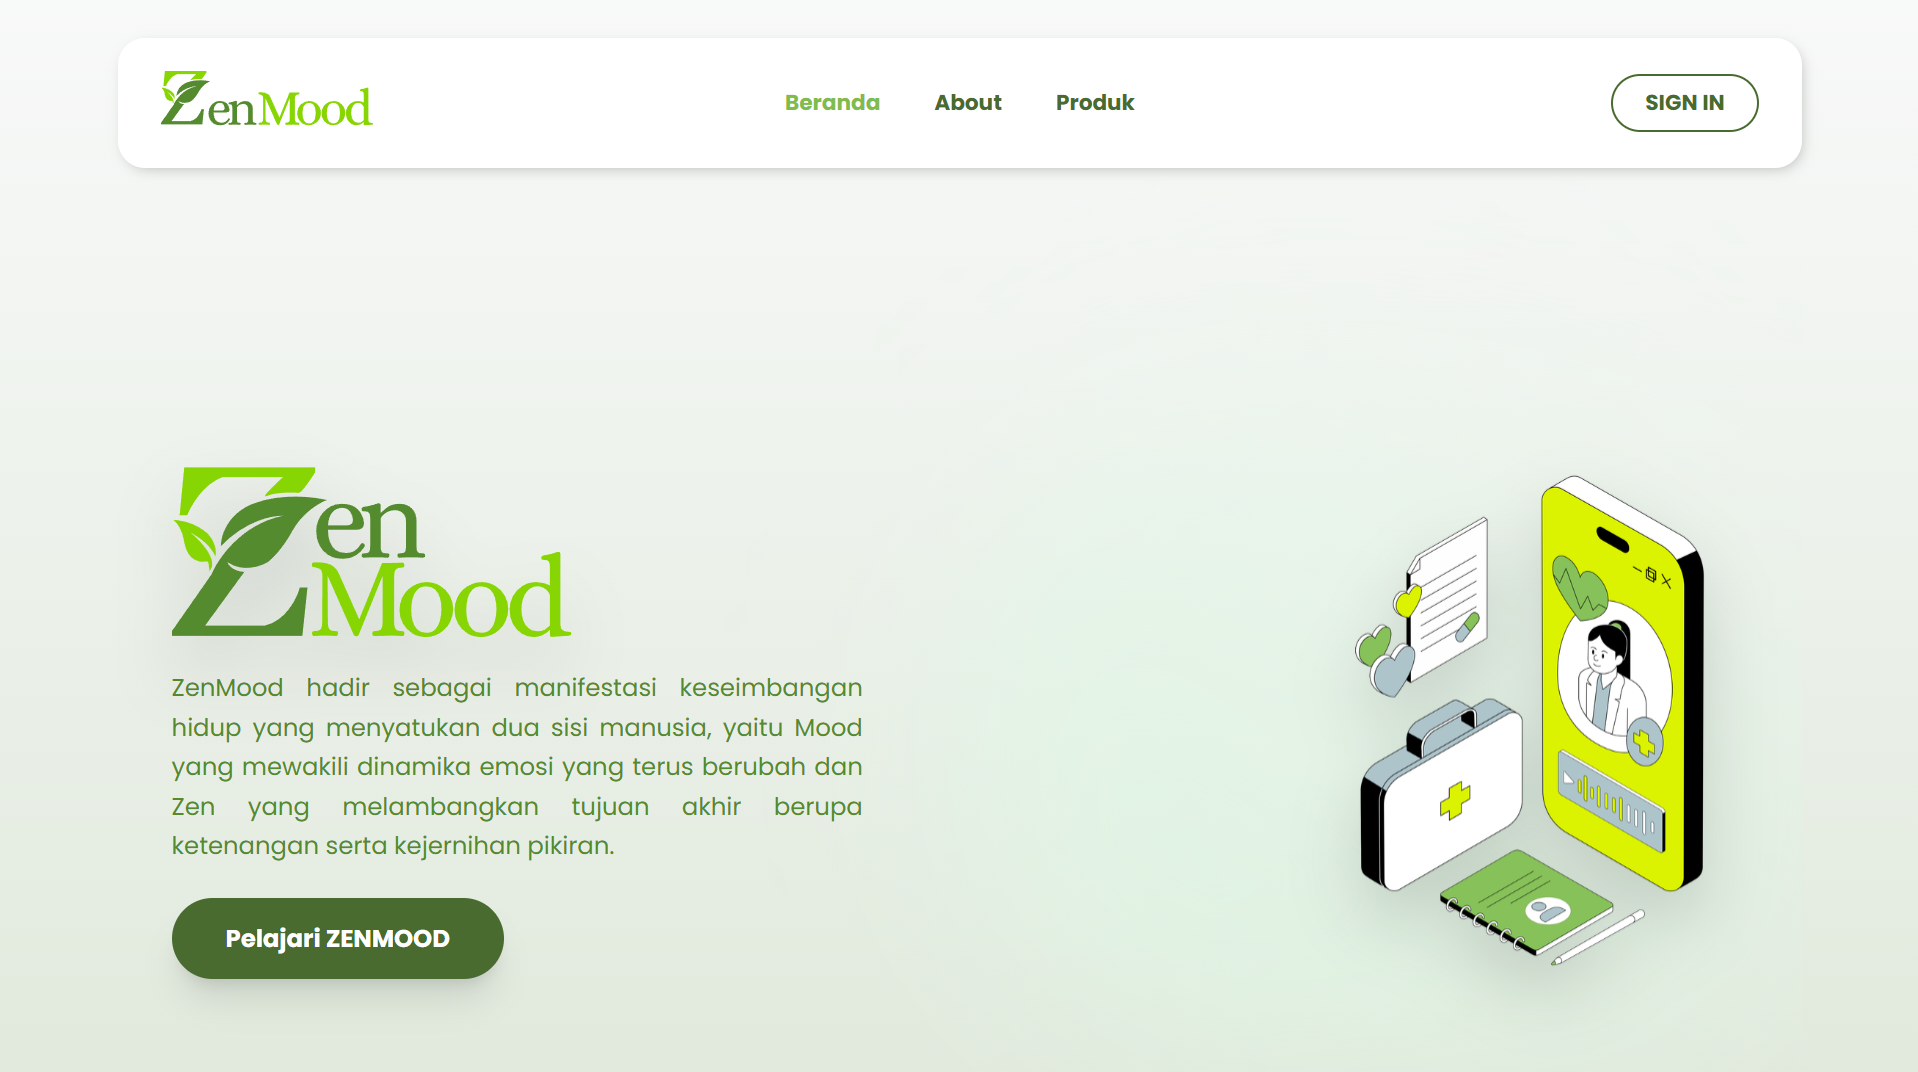 ZenMood
Beranda
About
Produk
SIGN IN
Zen
Mood
ZenMood hadir sebagai manifestasi keseimbangan
hidup yang menyatukan dua sisi manusia, yaitu Mood
yang mewakili dinamika emosi yang terus berubah dan
Zen yang melambangkan tujuan akhir berupa
ketenangan serta kejernihan pikiran.
Pelajari ZENMOOD